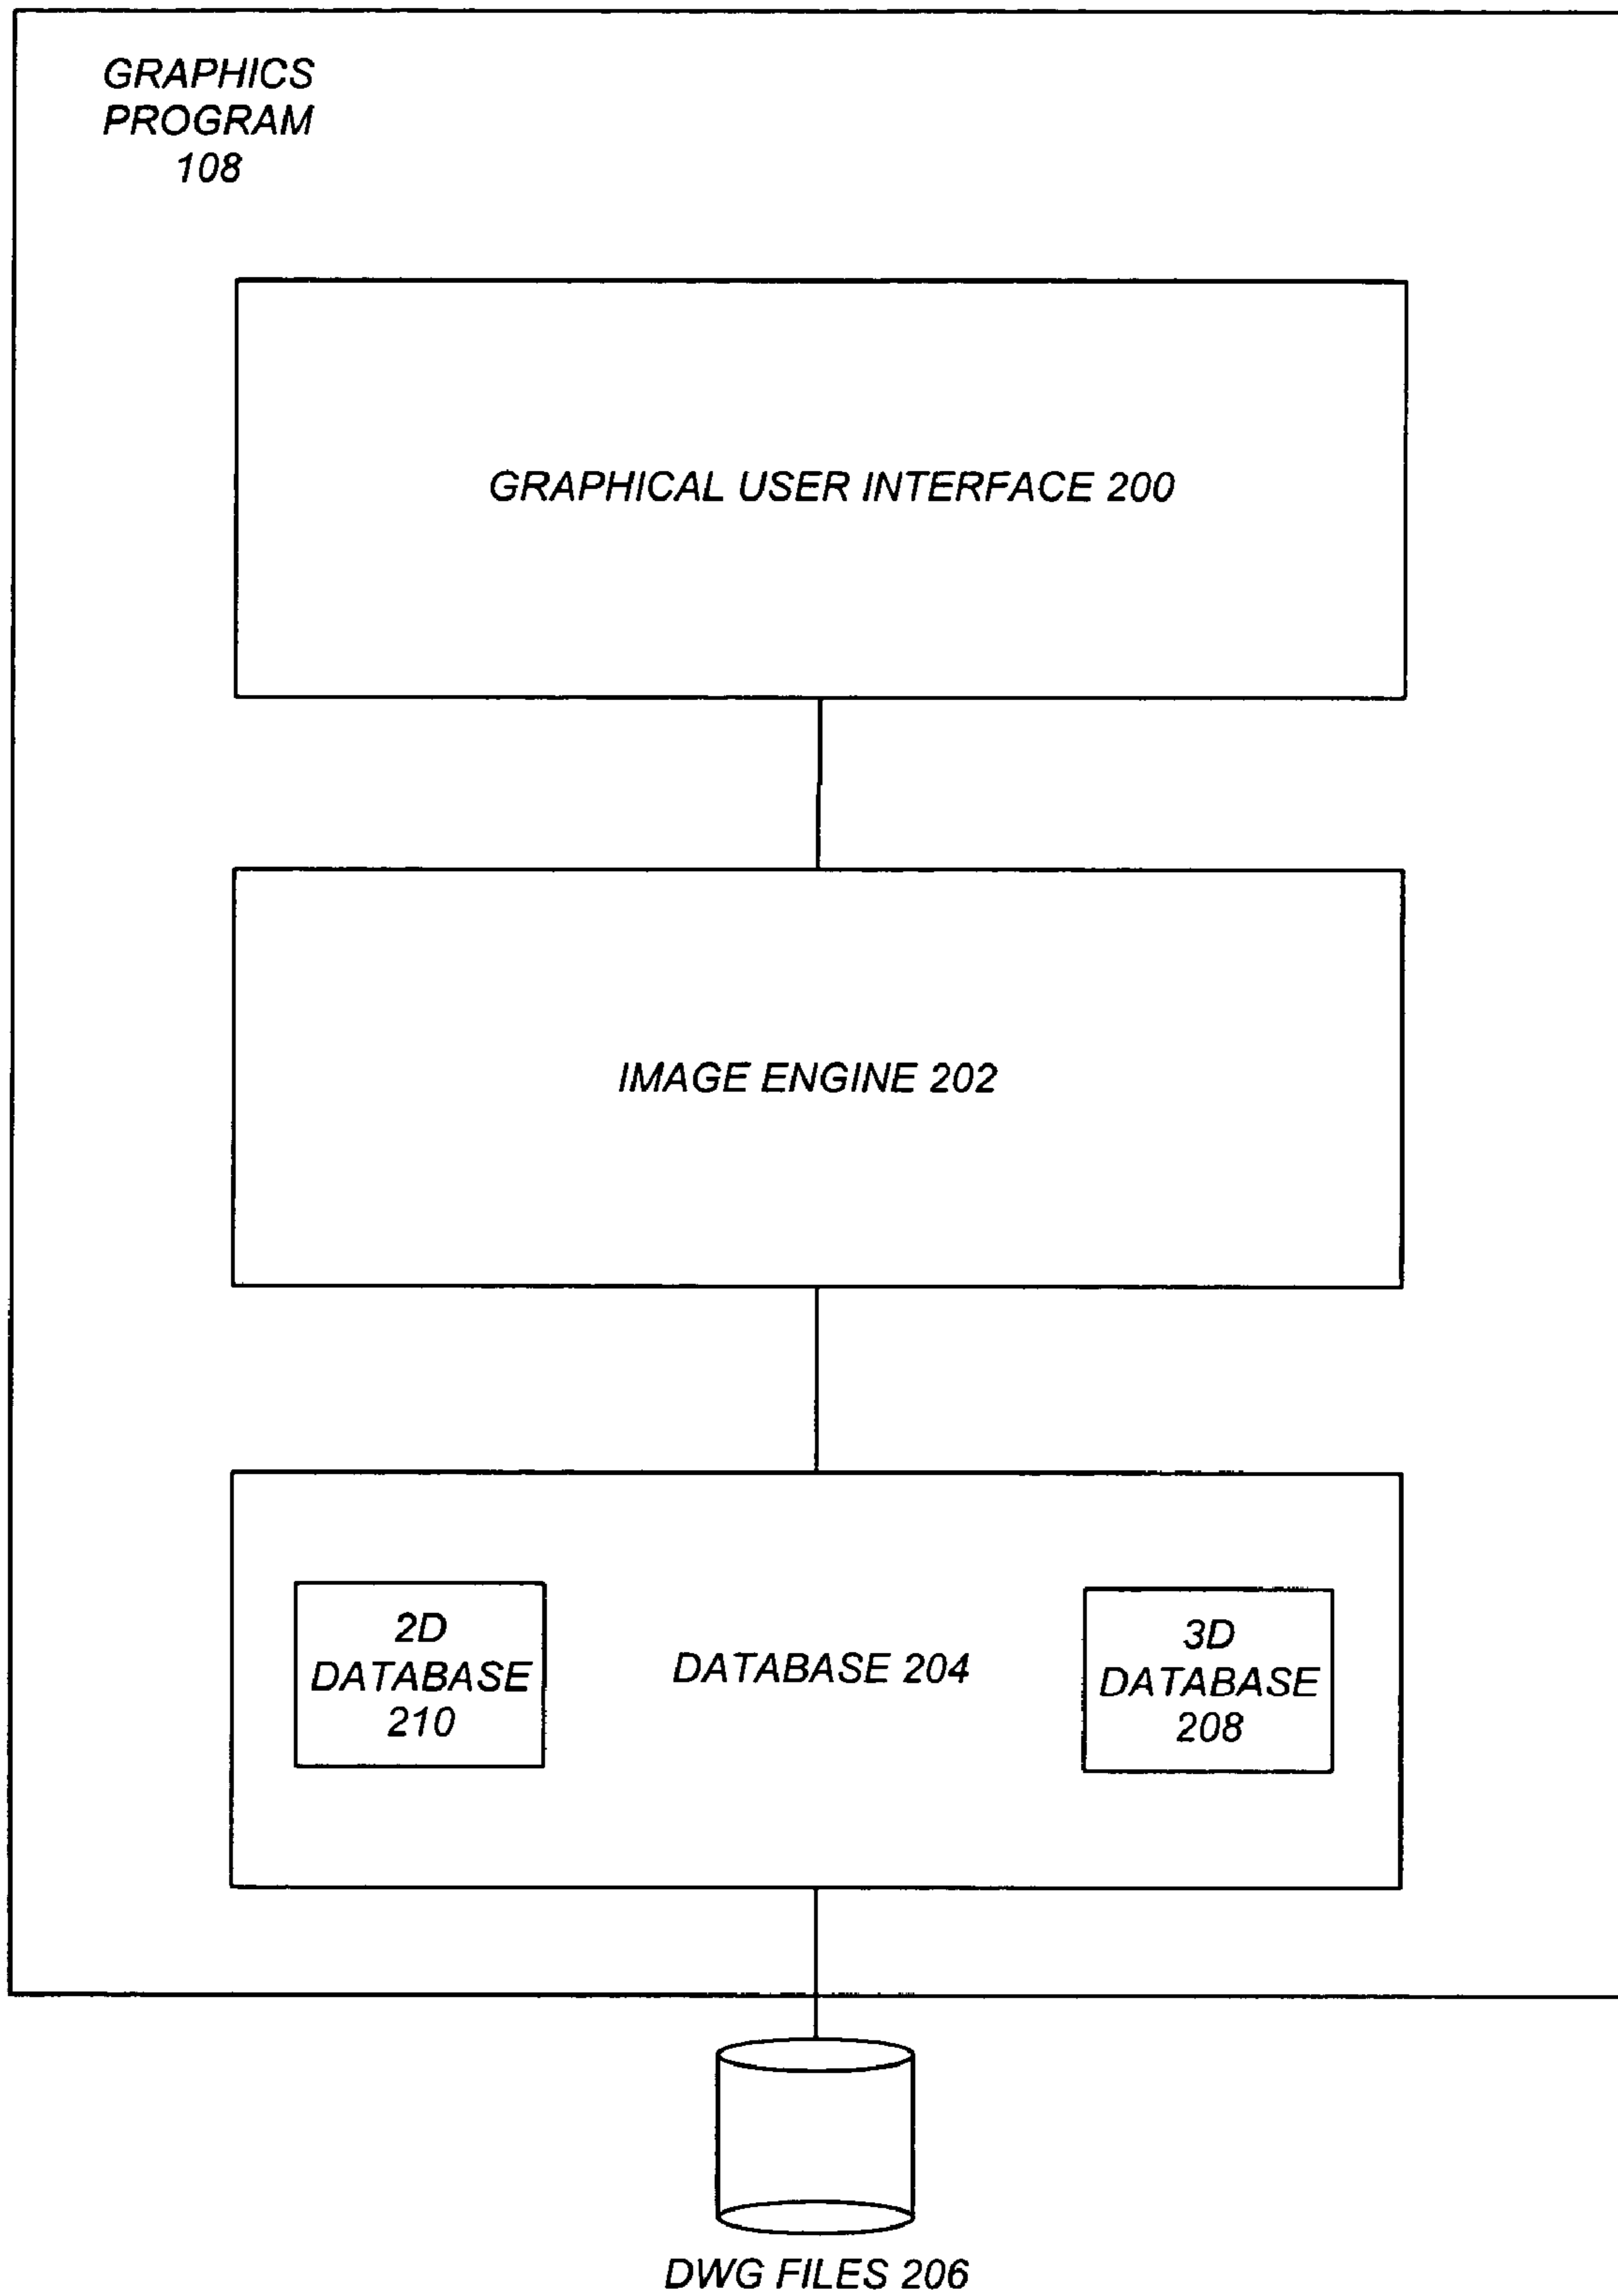 GRAPHICS
PROGRAM
108
GRAPHICAL USER INTERFACE 200
IMAGE ENGINE 202
2D
DATABASE
210
DATABASE 204
3D
DATABASE
208
DWG FILES 206